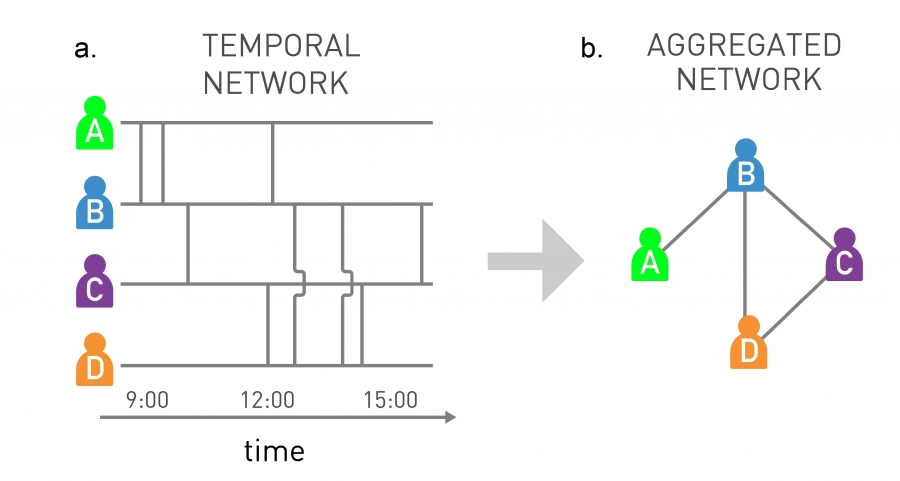 a.
TEMPORAL
NETWORK
A
B
C
D
9:00 12:00 15:00
time
b.
AGGREGATED
NETWORK
B
A
C
D